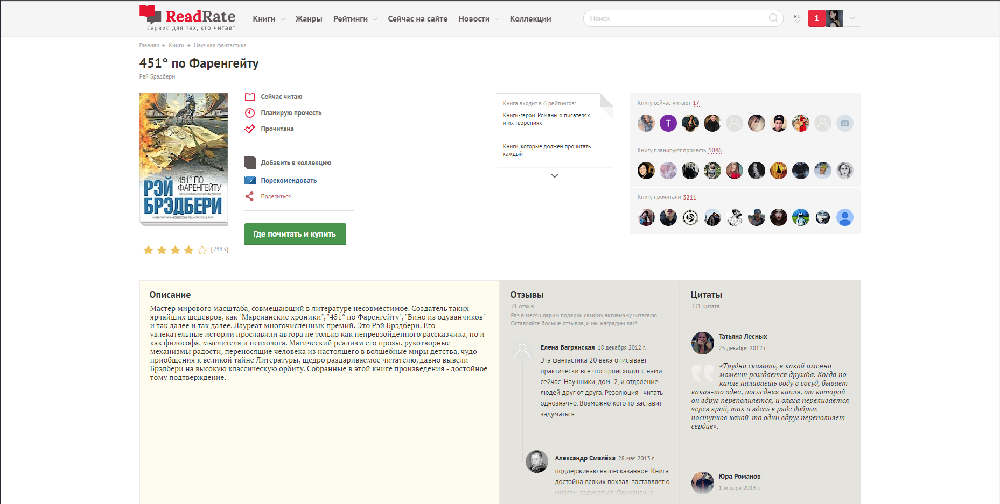 ReadRate
сервис для тех, кто читает
Книги
Жанры
Рейтинги
Сейчас на сайте
Новости
Коллекции
Поиск
RU
1
Главная → Книги → Научная фантастика
451° по Фаренгейту
Рей Брэдбери
451° ПО
ФАРЕНГЕЙТУ
РЭЙ
БРЭДБЕРИ
[2113]
Сейчас читаю
Планирую прочесть
Прочитана
Добавить в коллекцию
Порекомендовать
Поделиться
Где почитать и купить
Книга входит в 6 рейтингов:
Книги-герои. Романы о писателях
и их творениях
Книги, которые должен прочитать
каждый
Книгу сейчас читают 17
T
Книгу планируют прочесть 1046
Книгу прочитали 3211
Описание
Мастер мирового масштаба, совмещающий в литературе несовместимое. Создатель таких
ярчайших шедевров, как "Марсианские хроники", "451° по Фаренгейту", "Вино из одуванчиков"
и так далее и так далее. Лауреат многочисленных премий. Это Рэй Брэдбери. Его
увлекательные истории прославили автора не только как непревзойденного рассказчика, но и
как философа, мыслителя и психолога. Магический реализм его прозы, рукотворные
механизмы радости, переносящие человека из настоящего в волшебные миры детства, чудо
приобщения к великой тайне Литературы, щедро раздариваемое читателю, давно вывели
Брэдбери на высокую классическую орбиту. Собранные в этой книге произведения - достойное
тому подтверждение.
Отзывы
71 отзыв
Раз в месяц дарим подарки самому активному читателю.
Оставляйте больше отзывов, и мы наградим вас!
Елена Багрянская 18 декабря 2012 г.
Эта фантастика 20 века описывает
практически все что происходит с нами
сейчас. Наушники, дом -2, и отдаление
людей друг от друга. Резолюция - читать
однозначно. Возможно кого то заставит
задуматься.
Александр Смалёха 28 мая 2013 г.
поддерживаю вышесказанное. Книга
достойна всяких похвал, заставляет о
многом задуматься. Однозначно
Цитаты
331 цитата
Татьяна Лесных
25 декабря 2012 г.
«Трудно сказать, в какой именно
момент рождается дружба. Когда по
капле наливаешь воду в сосуд, бывает
какая-то одна, последняя капля, от которой
он вдруг переполняется, и влага переливается
через край, так и здесь в ряде добрых
поступков какой-то один вдруг переполняет
сердце».
Юра Романов
1 января 2013 г.